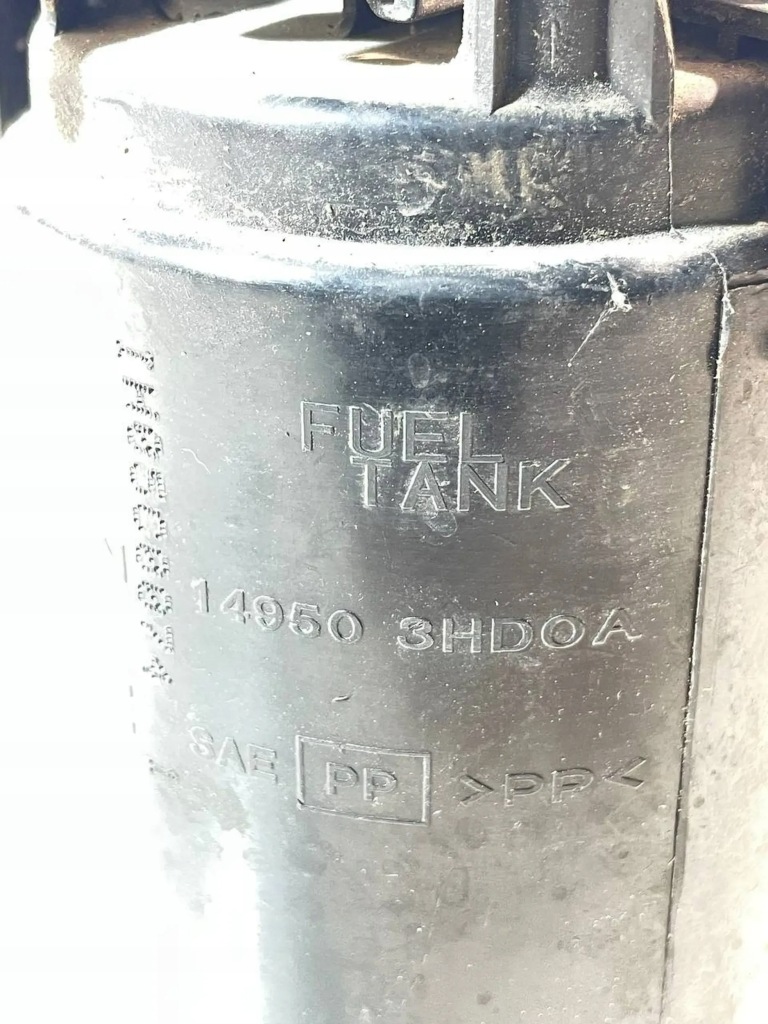 FUEL
TANK
14950 3HD0A
SAE PP >PP<